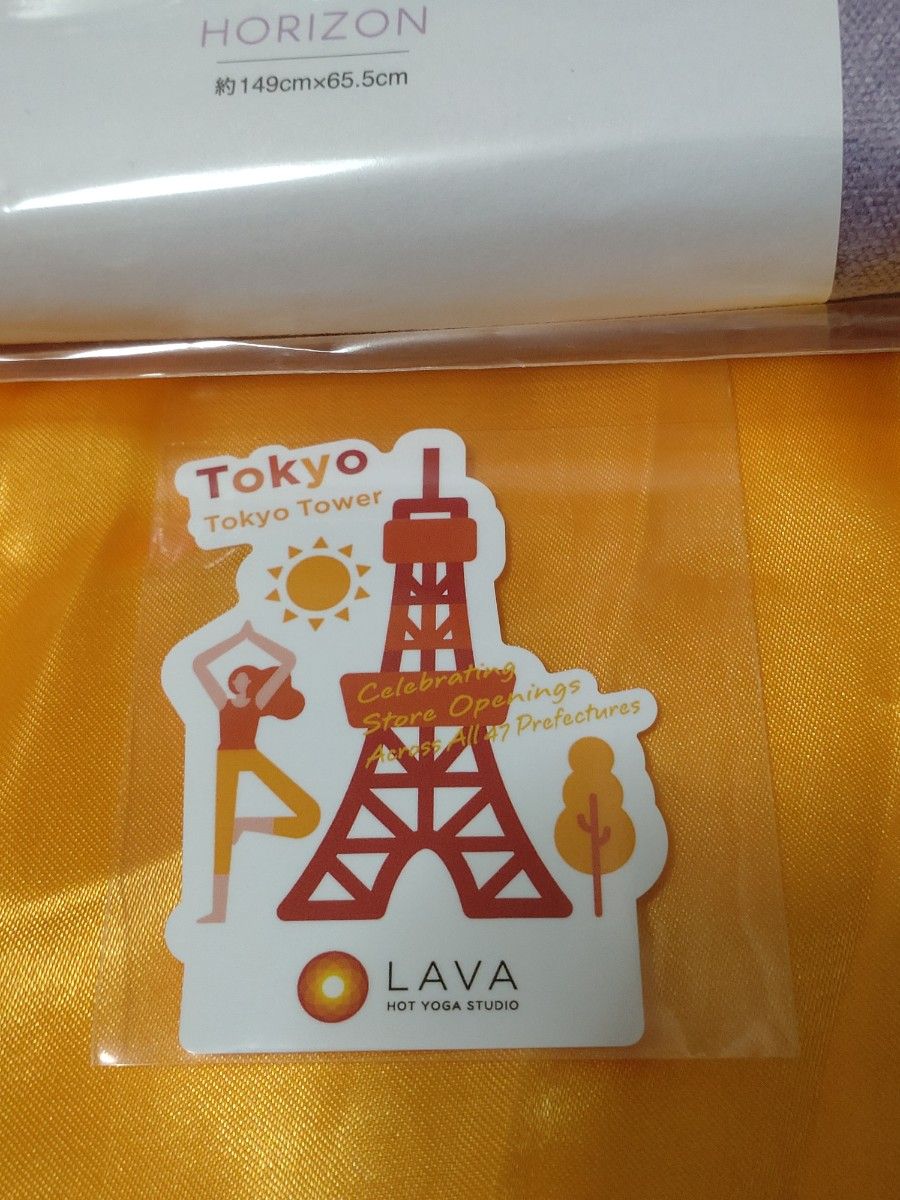 HORIZON
約149cm×65.5cm
Tokyo
Tokyo Tower
Celebrating
Store Openings
Across All 47 Prefectures
LAVA
HOT YOGA STUDIO